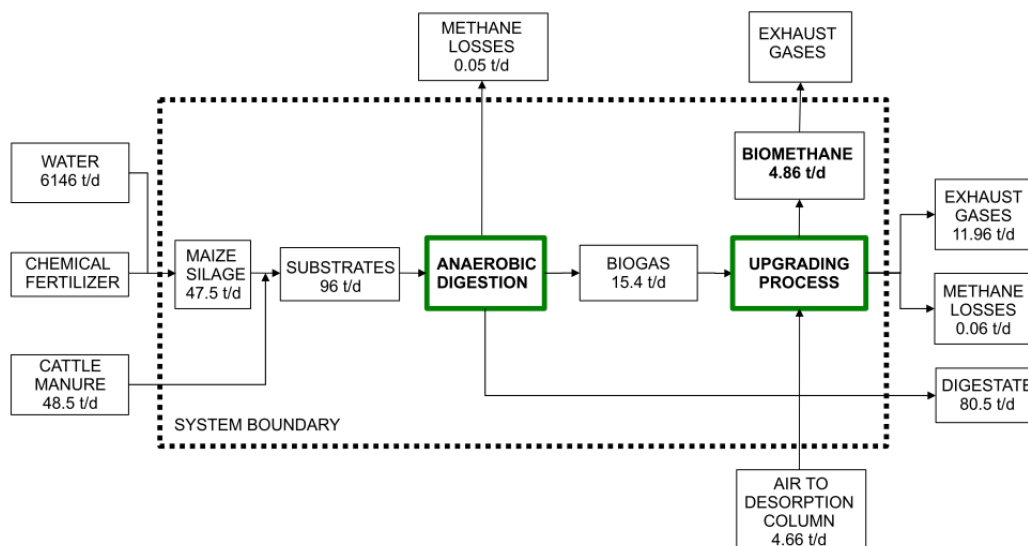 METHANE
LOSSES
0.05 t/d
EXHAUST
GASES
WATER
6146 t/d
BIOMETHANE
4.86 t/d
EXHAUST
GASES
11.96 t/d
CHEMICAL
FERTILIZER
MAIZE
SILAGE
47.5 t/d
SUBSTRATES
96 t/d
ANAEROBIC
DIGESTION
BIOGAS
15.4 t/d
UPGRADING
PROCESS
METHANE
LOSSES
0.06 t/d
CATTLE
MANURE
48.5 t/d
DIGESTATE
80.5 t/d
SYSTEM BOUNDARY
AIR TO
DESORPTION
COLUMN
4.66 t/d